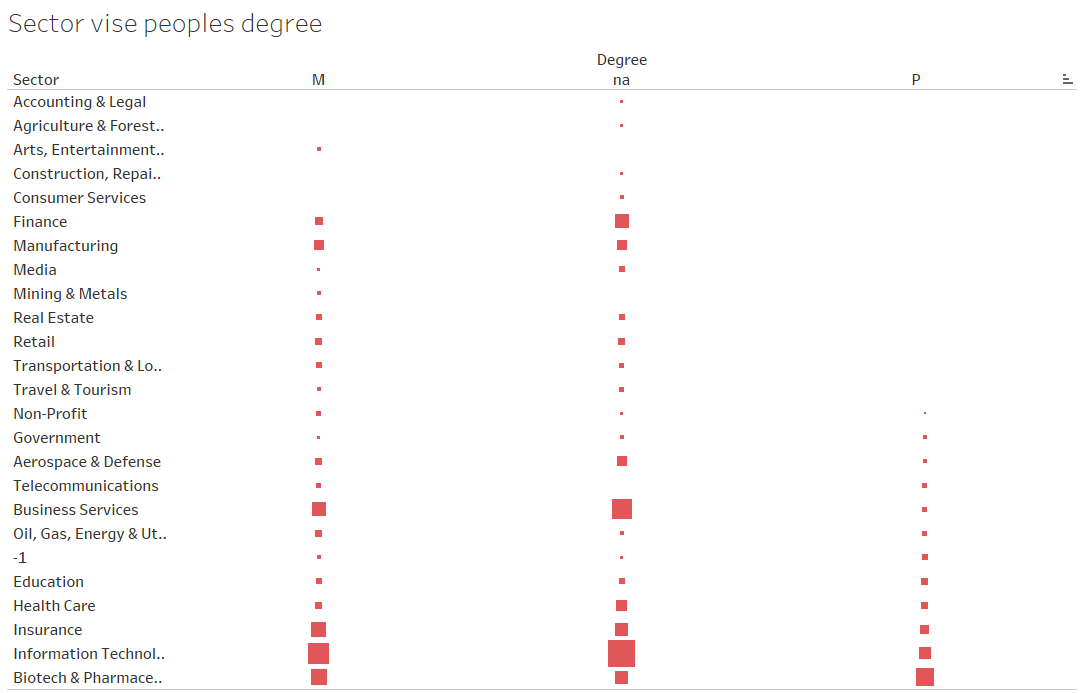 Sector vise peoples degree
Degree
Sector M na P
Accounting & Legal
Agriculture & Forest..
Arts, Entertainment..
Construction, Repai..
Consumer Services
Finance
Manufacturing
Media
Mining & Metals
Real Estate
Retail
Transportation & Lo..
Travel & Tourism
Non-Profit
Government
Aerospace & Defense
Telecommunications
Business Services
Oil, Gas, Energy & Ut..
-1
Education
Health Care
Insurance
Information Technol..
Biotech & Pharmace..